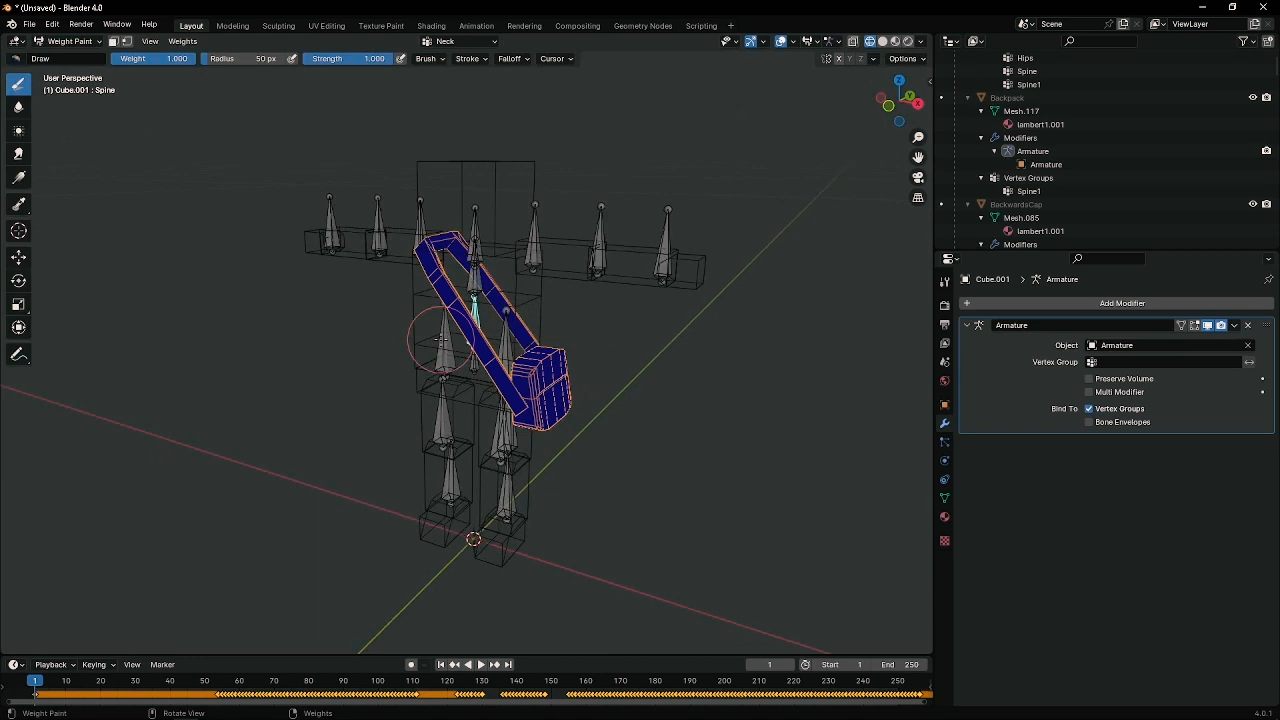 * (Unsaved) - Blender 4.0
File Edit Render Window Help Layout Modeling Sculpting UV Editing Texture Paint Shading Animation Rendering Compositing Geometry Nodes Scripting + Scene ViewLayer
Weight Paint View Weights Neck
Draw Weight 1.000 Radius 50 px Strength 1.000 Brush Stroke Falloff Cursor X Y Z Options
User Perspective
(1) Cube.001 : Spine
Z
Y
X
Hips
Spine
Spine1
Backpack
Mesh.117
lambert1.001
Modifiers
Armature
Armature
Vertex Groups
Spine1
BackwardsCap
Mesh.085
lambert1.001
Modifiers
Cube.001 > Armature
+ Add Modifier
Armature
Object Armature
Vertex Group
Preserve Volume
Multi Modifier
Bind To Vertex Groups
Bone Envelopes
Playback Keying View Marker 1 Start 1 End 250
1 10 20 30 40 50 60 70 80 90 100 110 120 130 140 150 160 170 180 190 200 210 220 230 240 250
Weight Paint Rotate View Weights 4.0.1